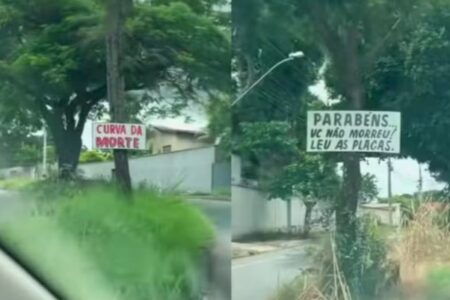 CURVA DA
MORTE
PARABENS..
VC NÃO MORREU!
LEU AS PLACAS.